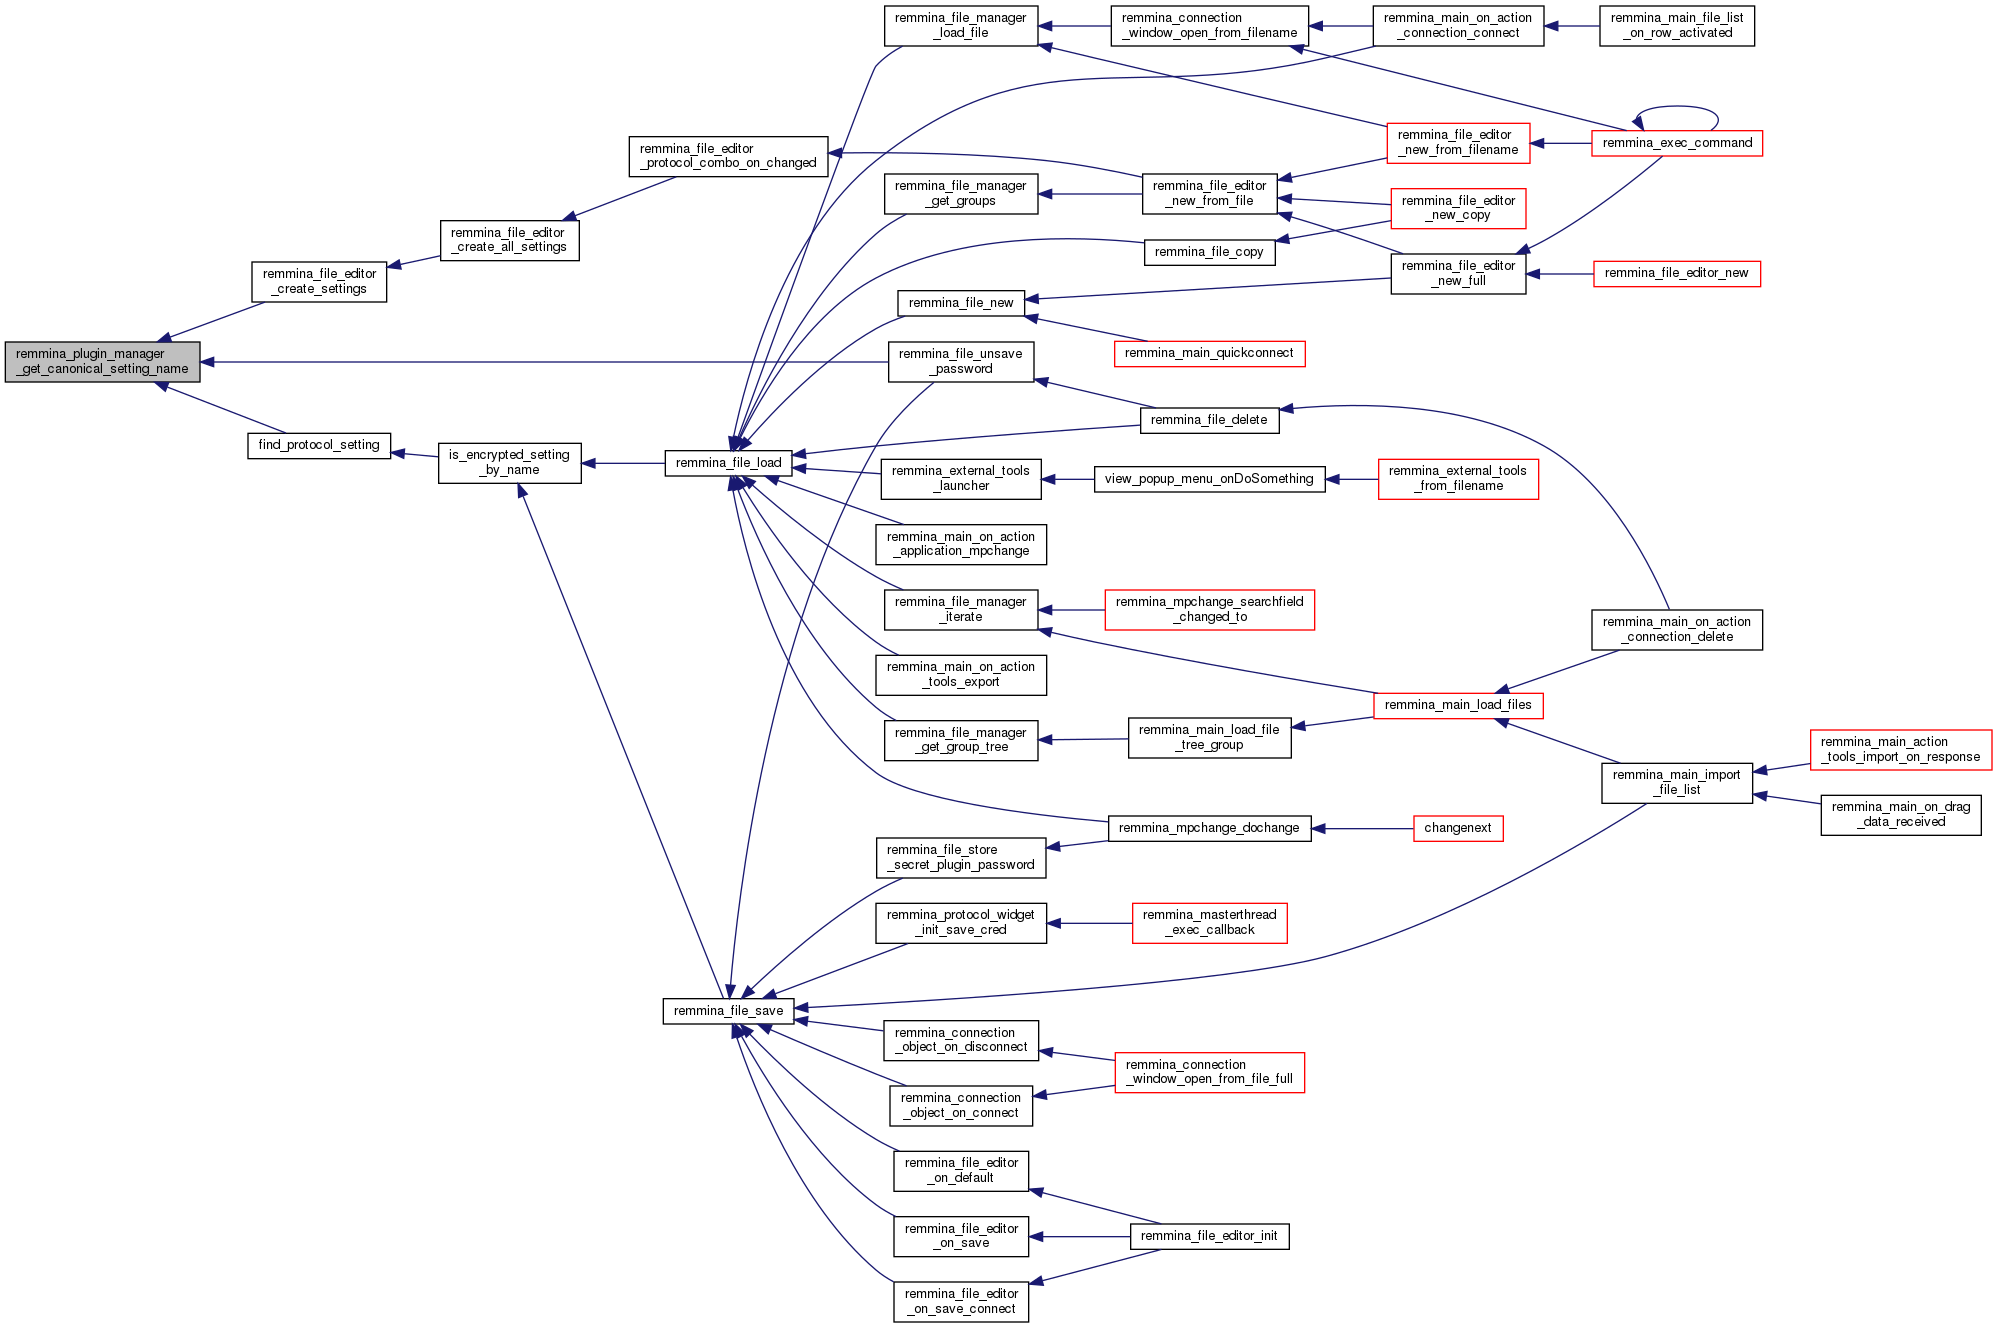 remmina_plugin_manager
_get_canonical_setting_name
remmina_file_editor
_create_settings
find_protocol_setting
remmina_file_editor
_create_all_settings
is_encrypted_setting
_by_name
remmina_file_editor
_protocol_combo_on_changed
remmina_file_load
remmina_file_save
remmina_file_manager
_load_file
remmina_file_manager
_get_groups
remmina_file_new
remmina_file_unsave
_password
remmina_external_tools
_launcher
remmina_main_on_action
_application_mpchange
remmina_file_manager
_iterate
remmina_main_on_action
_tools_export
remmina_file_manager
_get_group_tree
remmina_file_store
_secret_plugin_password
remmina_protocol_widget
_init_save_cred
remmina_connection
_object_on_disconnect
remmina_connection
_object_on_connect
remmina_file_editor
_on_default
remmina_file_editor
_on_save
remmina_file_editor
_on_save_connect
remmina_connection
_window_open_from_filename
remmina_file_editor
_new_from_file
remmina_file_copy
remmina_main_quickconnect
remmina_file_delete
view_popup_menu_onDoSomething
remmina_mpchange_searchfield
_changed_to
remmina_main_load_file
_tree_group
remmina_mpchange_dochange
remmina_masterthread
_exec_callback
remmina_connection
_window_open_from_file_full
remmina_file_editor_init
remmina_main_on_action
_connection_connect
remmina_file_editor
_new_from_filename
remmina_file_editor
_new_copy
remmina_file_editor
_new_full
remmina_external_tools
_from_filename
remmina_main_load_files
changenext
remmina_main_file_list
_on_row_activated
remmina_exec_command
remmina_file_editor_new
remmina_main_on_action
_connection_delete
remmina_main_import
_file_list
remmina_main_action
_tools_import_on_response
remmina_main_on_drag
_data_received